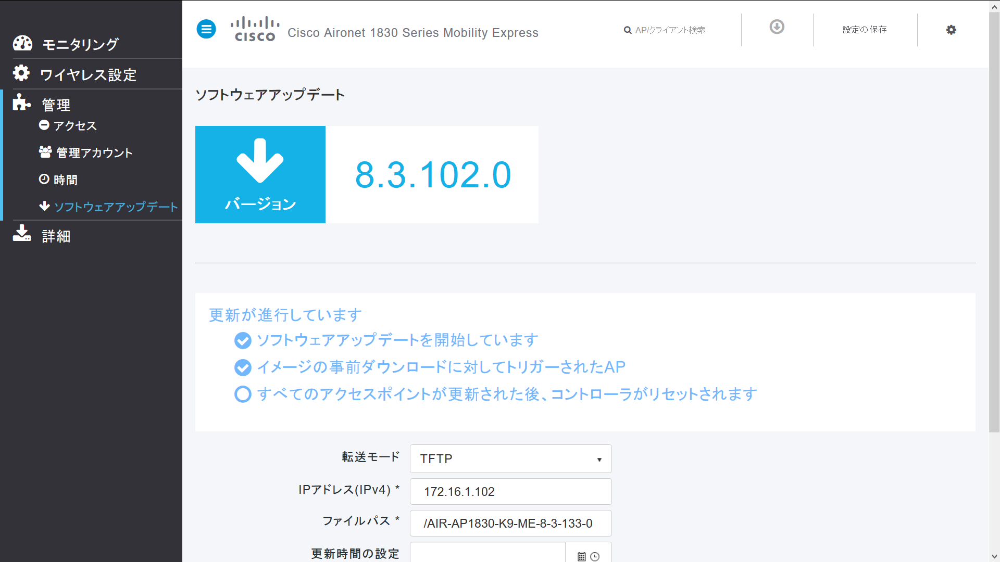 モニタリング
ワイヤレス設定
管理
アクセス
管理アカウント
時間
ソフトウェアアップデート
詳細
CISCO
Cisco Aironet 1830 Series Mobility Express
AP/クライアント検索
設定の保存
ソフトウェアアップデート
バージョン
8.3.102.0
更新が進行しています
ソフトウェアアップデートを開始しています
イメージの事前ダウンロードに対してトリガーされたAP
すべてのアクセスポイントが更新された後、コントローラがリセットされます
転送モード
TFTP
IPアドレス(IPv4) *
172.16.1.102
ファイルパス *
/AIR-AP1830-K9-ME-8-3-133-0
更新時間の設定